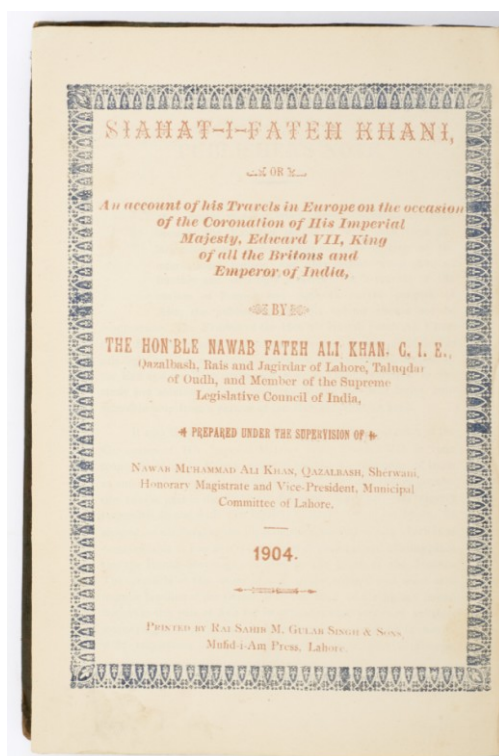 SIAHAT-I-FATEH KHANI,
OR
An account of his Travels in Europe on the occasion
of the Coronation of His Imperial
Majesty, Edward VII, King
of all the Britons and
Emperor of India,
BY
THE HON'BLE NAWAB FATEH ALI KHAN, C. I. E.,
Qazalbash, Rais and Jagirdar of Lahore, Taluqdar
of Oudh, and Member of the Supreme
Legislative Council of India,
PREPARED UNDER THE SUPERVISION OF
NAWAB MUHAMMAD ALI KHAN, QAZALBASH, Sherwani,
Honorary Magistrate and Vice-President, Municipal
Committee of Lahore.
1904.
PRINTED BY RAI SAHIB M. GULAB SINGH & SONS,
Mufid-i-Am Press, Lahore.